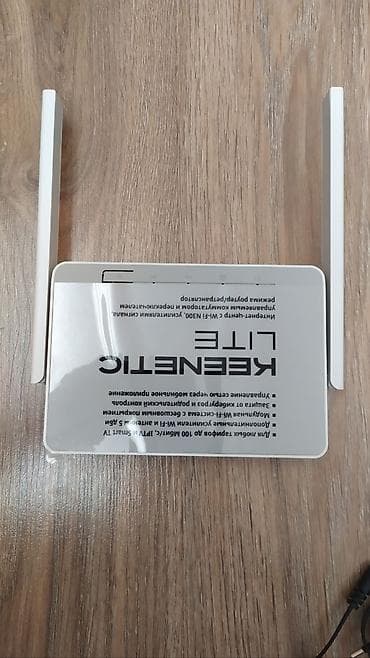 KEENETIC
LITE
Интернет-центр с Wi-Fi N300, усилителями сигнала,
управляемым коммутатором и переключателем
режима роутер/ретранслятор
▪ Для любых тарифов до 100 Мбит/с, IPTV и Smart TV
▪ Дополнительные усилители Wi-Fi и антенны 5 дБи
▪ Модульная Wi-Fi-система с бесшовным покрытием
▪ Защита от киберугроз и родительский контроль
▪ Управление сетью через мобильное приложение